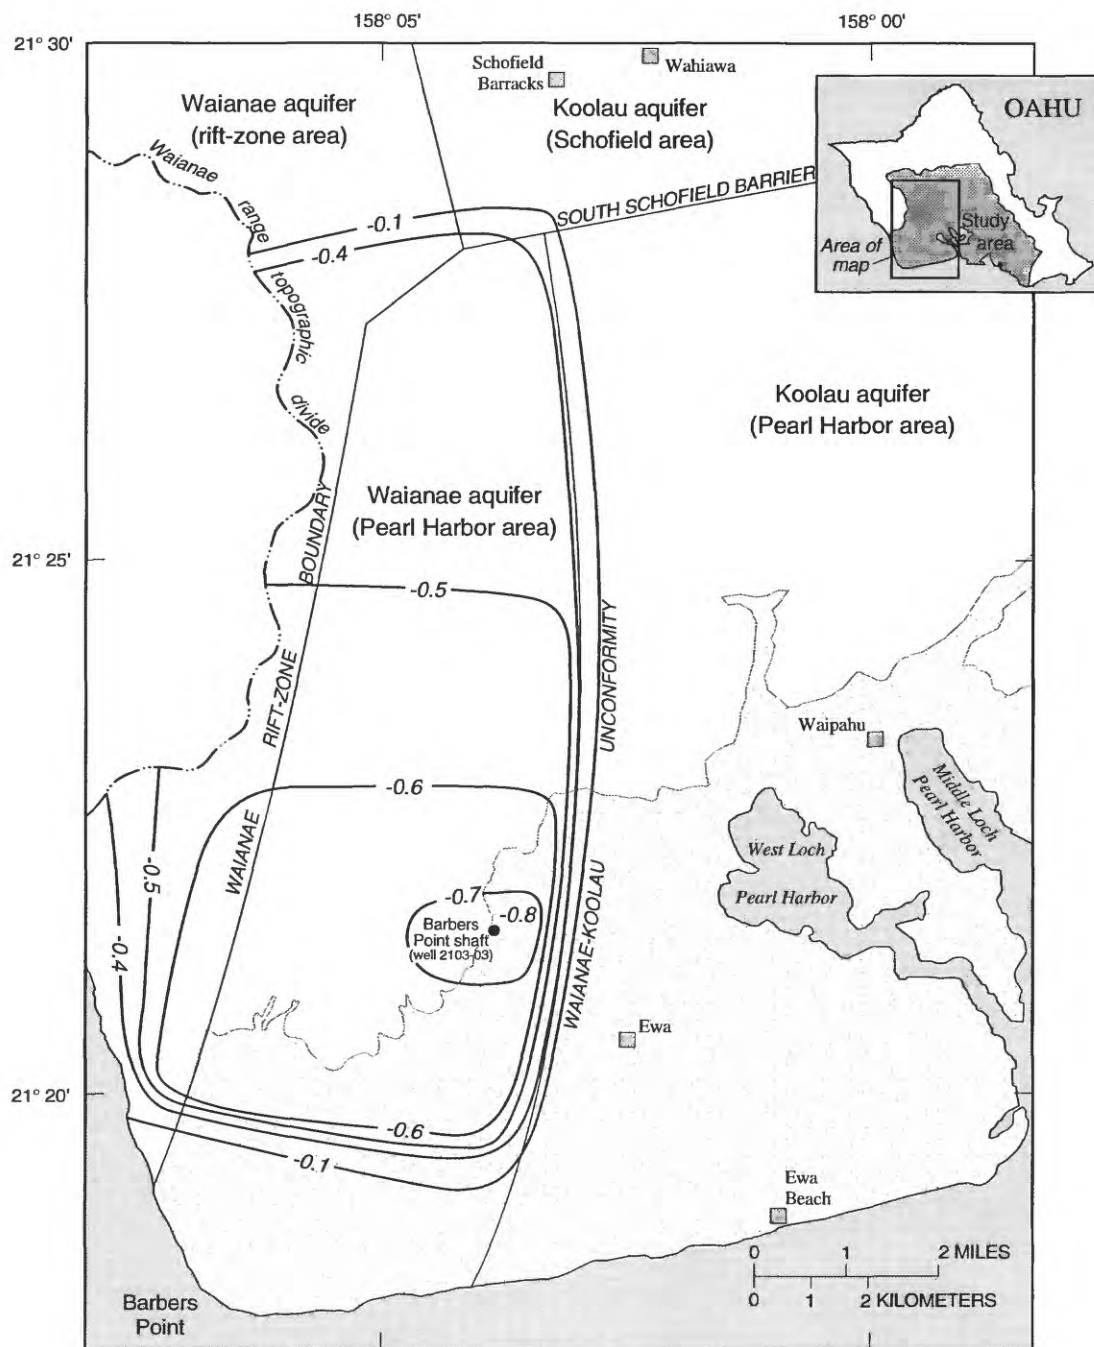 158° 05'
158° 00'
21° 30'
Schofield
Barracks
Wahiawa
Waianae aquifer
(rift-zone area)
Koolau aquifer
(Schofield area)
OAHU
Study
area
Area of
map
SOUTH SCHOFIELD BARRIER
Waianae
range
topographic
divide
-0.1
-0.4
Koolau aquifer
(Pearl Harbor area)
Waianae aquifer
(Pearl Harbor area)
21° 25'
-0.5
WAIANAE
RIFT-ZONE
BOUNDARY
WAIANAE-KOOLAU
UNCONFORMITY
Waipahu
Middle Loch
Pearl Harbor
West Loch
Pearl Harbor
-0.6
-0.5
-0.4
-0.7
-0.8
Barbers
Point shaft
(well 2103-03)
Ewa
21° 20'
-0.6
-0.1
Ewa
Beach
0 1 2 MILES
0 1 2 KILOMETERS
Barbers
Point